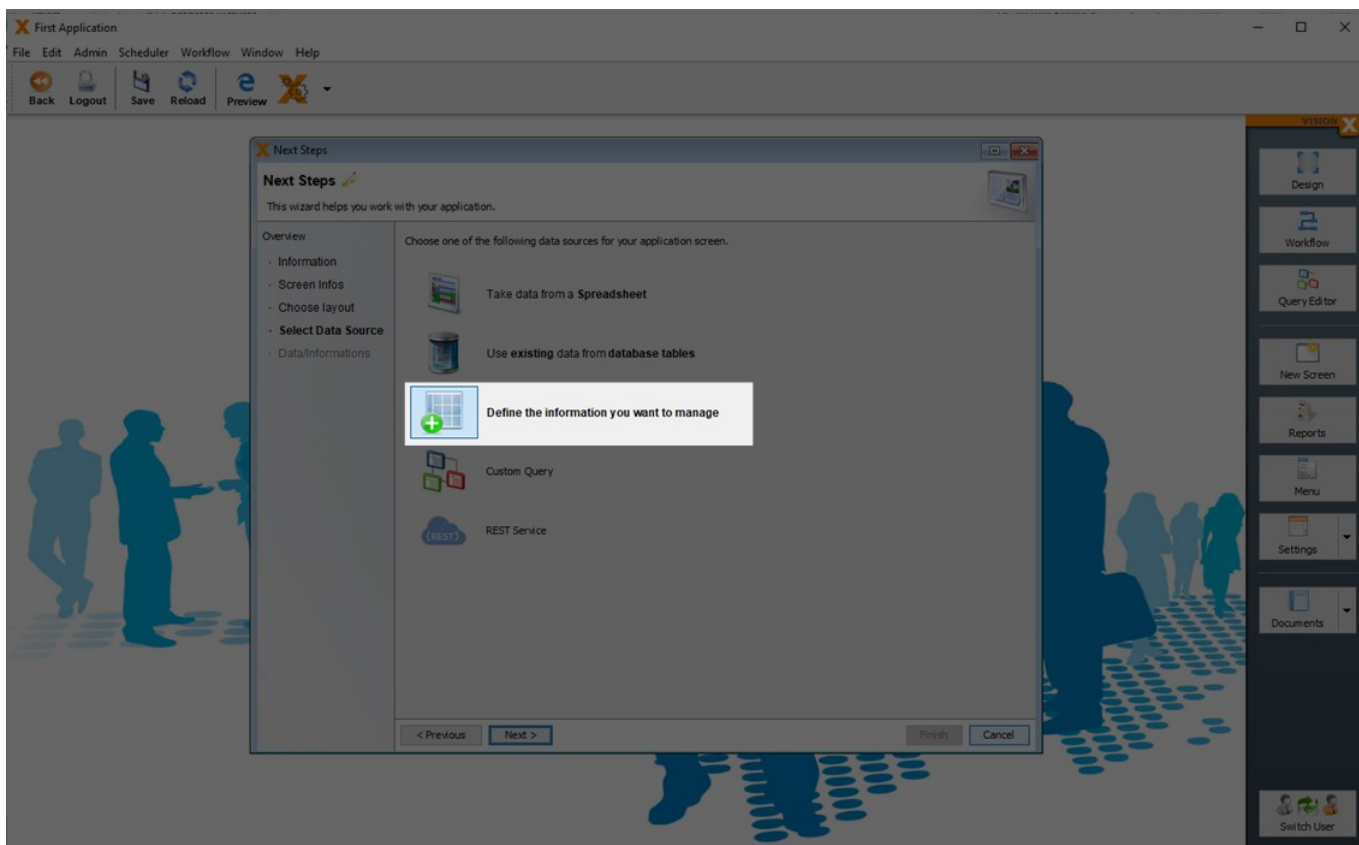 First Application
File Edit Admin Scheduler Workflow Window Help
Back Logout Save Reload Preview
VISION X
Next Steps
Next Steps
This wizard helps you work with your application.
Overview
· Information
· Screen Infos
· Choose layout
· Select Data Source
· Data/Informations
Choose one of the following data sources for your application screen.
Take data from a Spreadsheet
Use existing data from database tables
Define the information you want to manage
Custom Query
{REST}
REST Service
< Previous Next > Finish Cancel
Design
Workflow
Query Editor
New Screen
Reports
Menu
Settings
Documents
Switch User